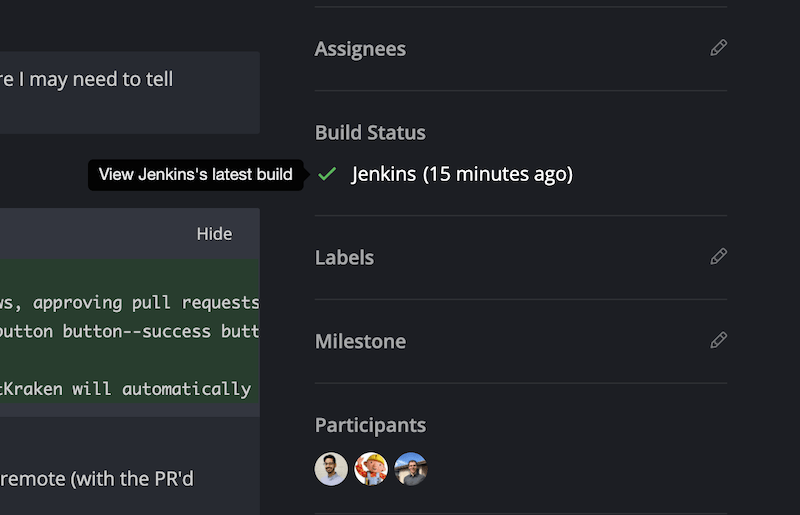 re I may need to tell
Hide
ws, approving pull requests
button button--success butt
tKraken will automatically
remote (with the PR'd
Assignees
Build Status
View Jenkins's latest build
Jenkins (15 minutes ago)
Labels
Milestone
Participants